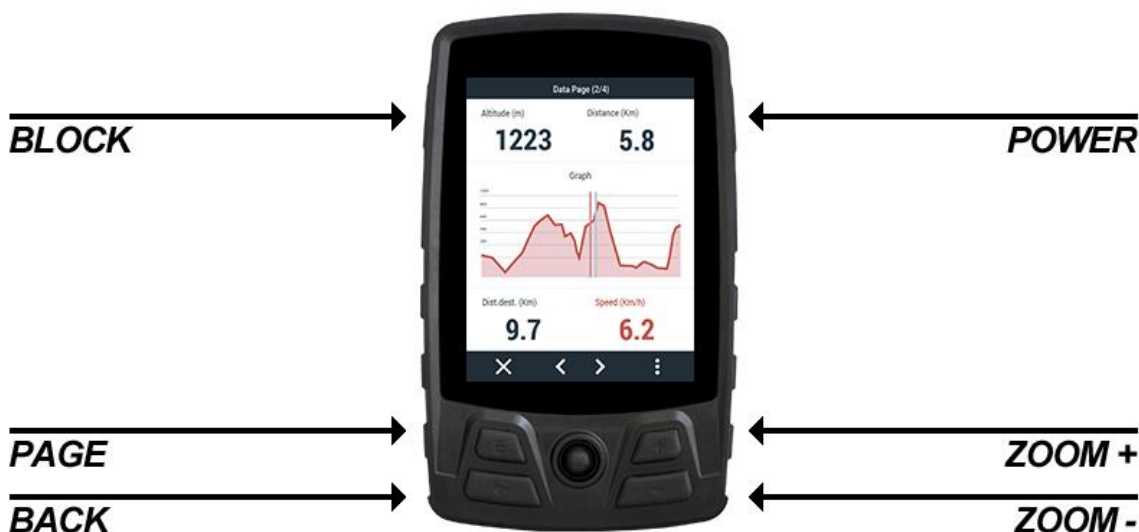 Data Page (2/4)
BLOCK
POWER
Altitude (m) Distance (Km)
1223 5.8
Graph
Dist.dest. (Km) Speed (Km/h)
9.7 6.2
PAGE
ZOOM +
BACK
ZOOM -